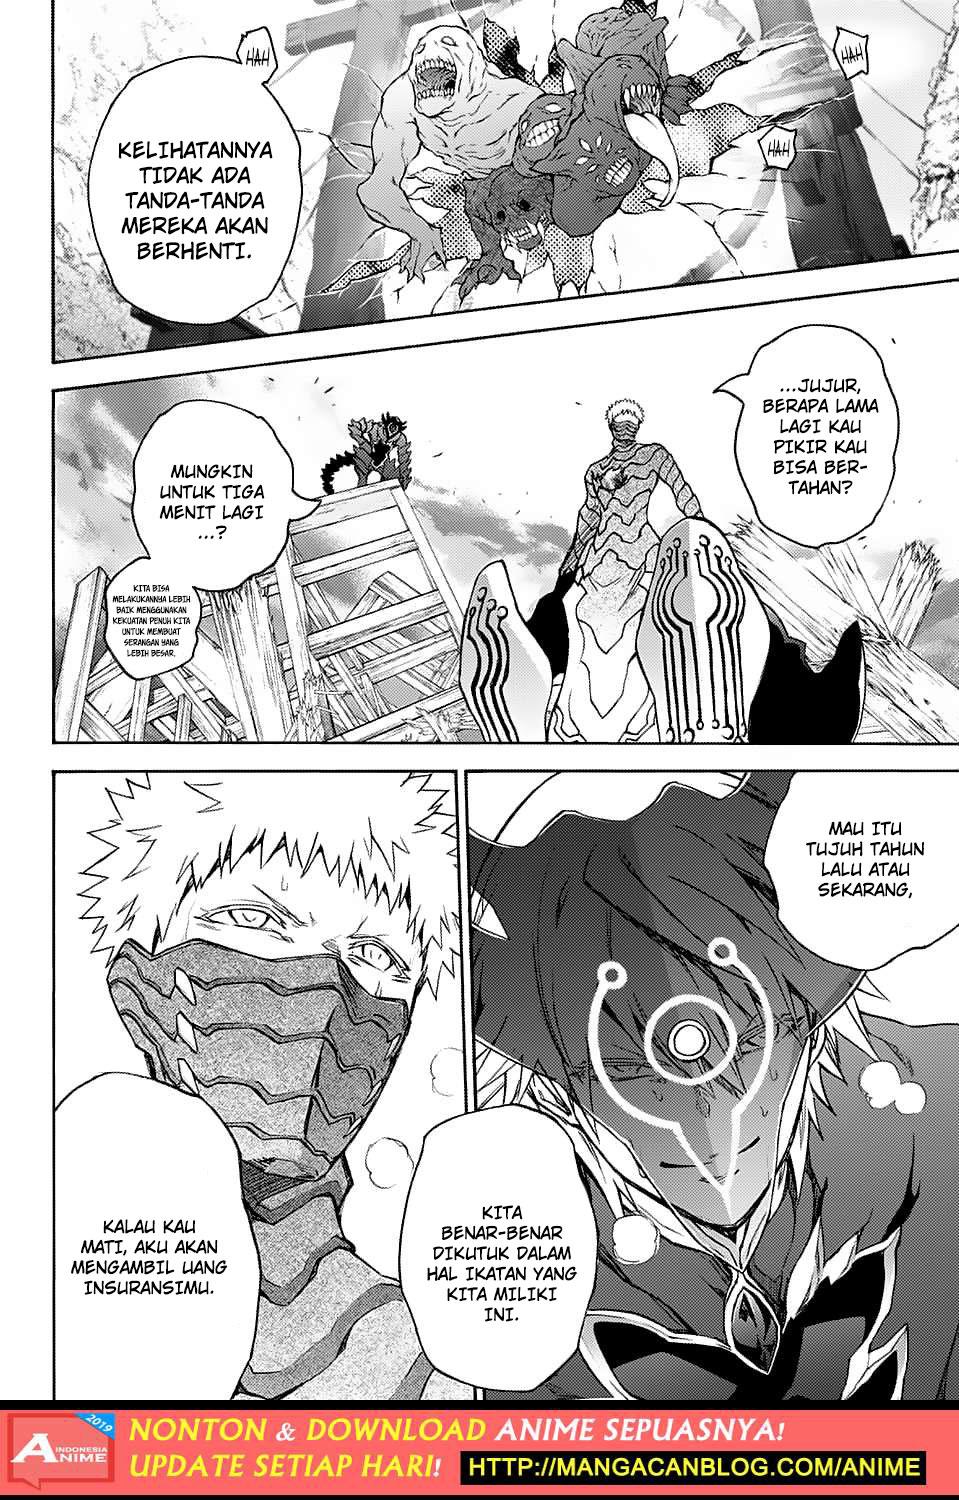 HAH
HAH
HAH
KELIHATANNYA
TIDAK ADA
TANDA-TANDA
MEREKA AKAN
BERHENTI.
...JUJUR,
BERAPA LAMA
LAGI KAU
PIKIR KAU
BISA BER-
TAHAN?
MUNGKIN
UNTUK TIGA
MENIT LAGI
...?
KITA BISA
MELAKUKANNYA LEBIH
BAIK MENGGUNAKAN
KEKUATAN PENUH KITA
UNTUK MEMBUAT
SERANGAN YANG
LEBIH BESAR.
MAU ITU
TUJUH TAHUN
LALU ATAU
SEKARANG,
KITA
BENAR-BENAR
DIKUTUK DALAM
HAL IKATAN YANG
KITA MILIKI
INI.
KALAU KAU
MATI, AKU AKAN
MENGAMBIL UANG
INSURANSIMU.
2019
A INDONESIA
ANIME
NONTON & DOWNLOAD ANIME SEPUASNYA!
UPDATE SETIAP HARI! HTTP://MANGACANBLOG.COM/ANIME